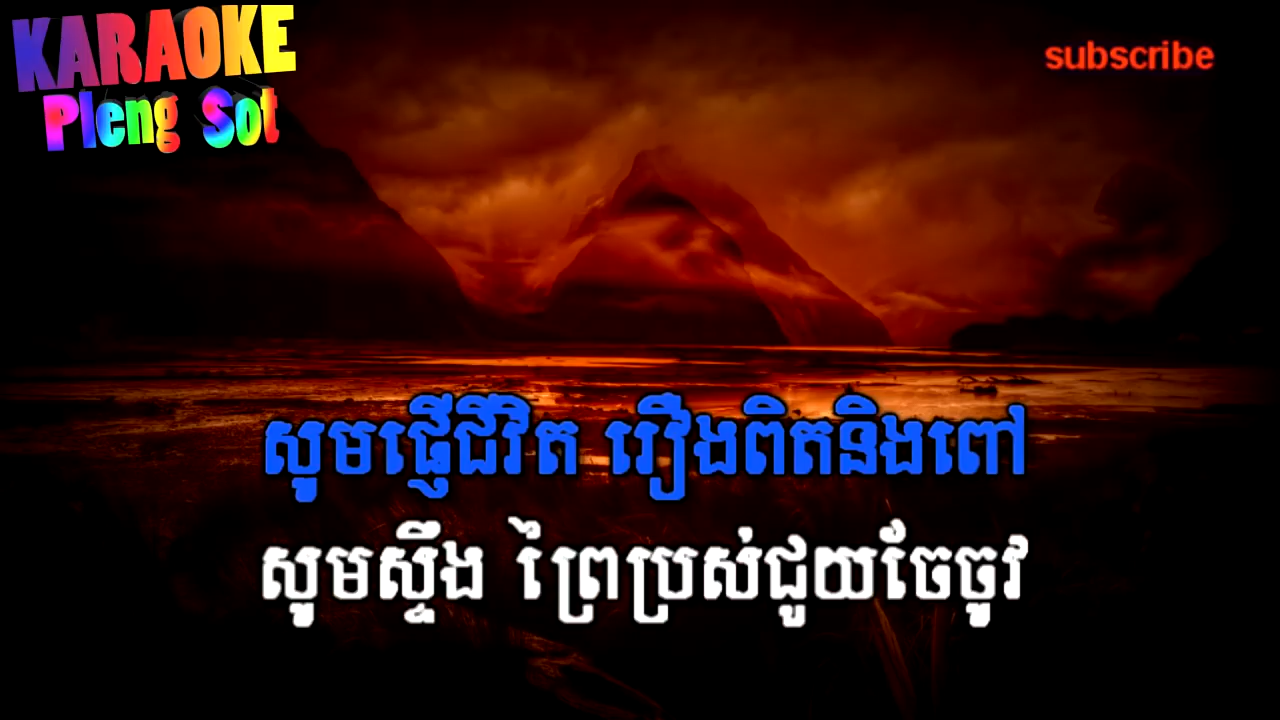 KARAOKE
Pleng Sot
subscribe
សូមផ្ញើជីវិត រឿងពិតនិងពៅ
សូមស្ទឹង ព្រៃប្រស់ជួយចែចូវ